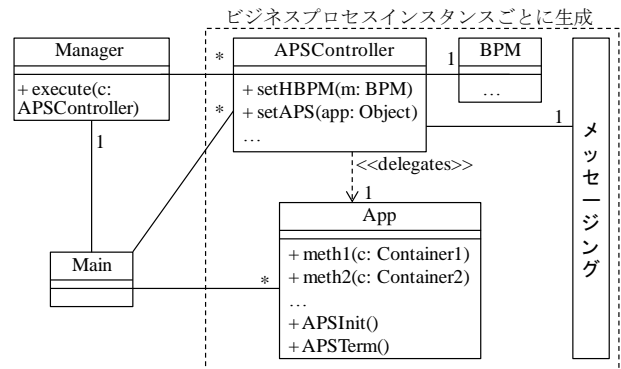 ビジネスプロセスインスタンスごとに生成
Manager
+ execute(c:
APSController)
*
APSController
+ setHBPM(m: BPM)
+ setAPS(app: Object)
…
1
BPM
…
*
1
1
メッセージング
<<delegates>>
1
App
+ meth1(c: Container1)
+ meth2(c: Container2)
…
+ APSInit()
+ APSTerm()
Main
*